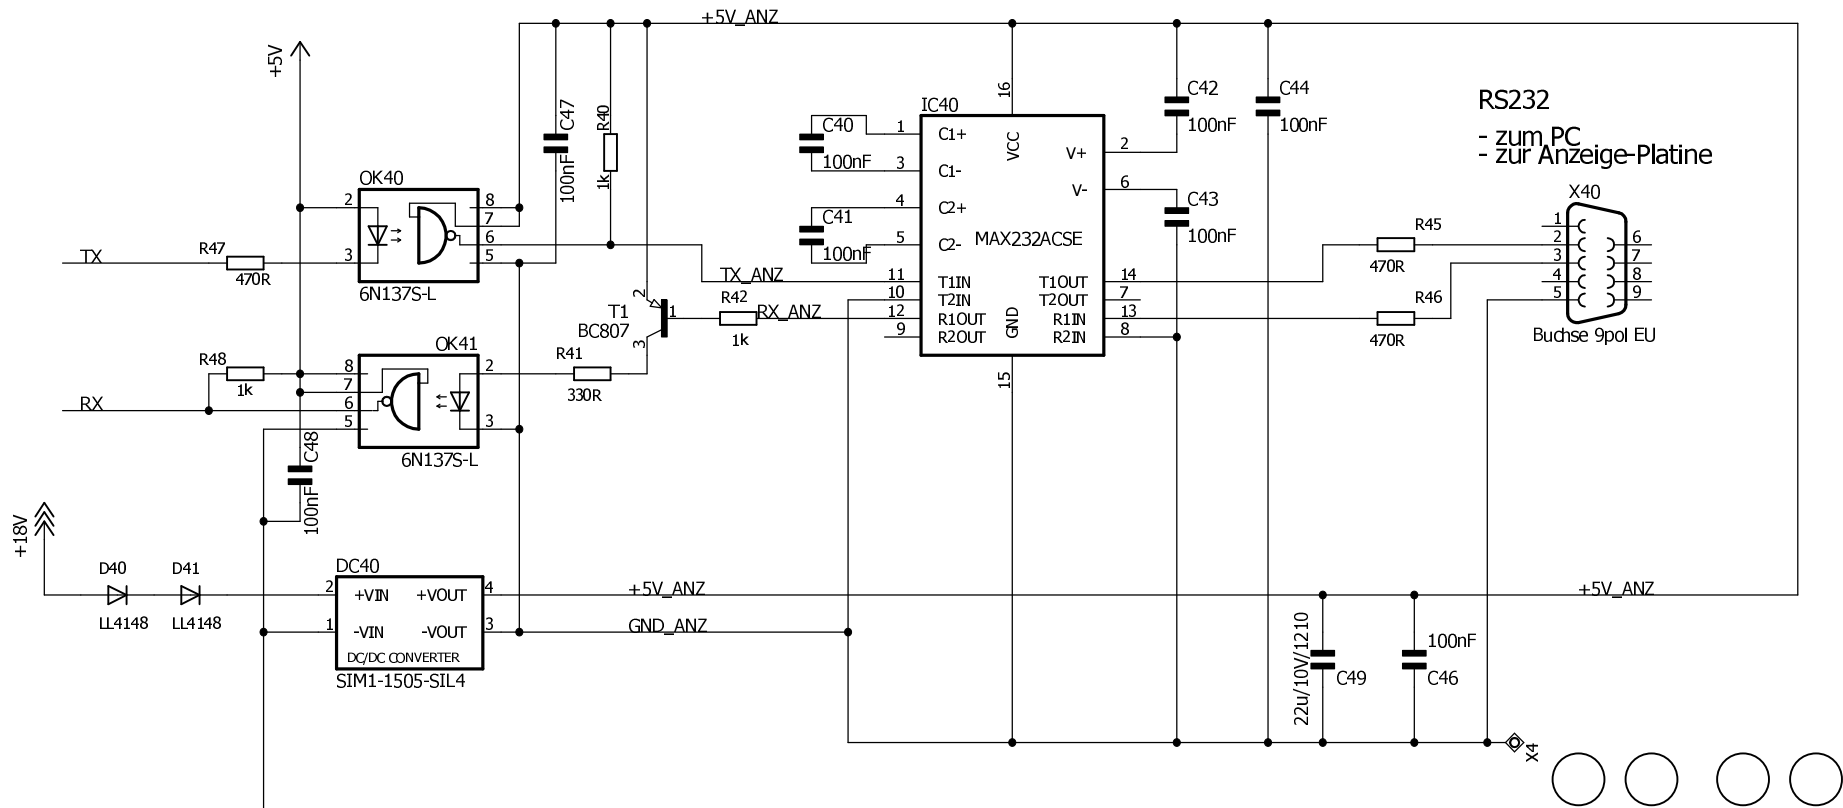 +5V_ANZ
+5V
C47
100nF
R40
1k
OK40
2
3
8
7
6
5
6N137S-L
TX
R47
470R
IC40
16
VCC
C40
100nF
C41
100nF
1
3
4
5
11
10
12
9
C1+
C1-
C2+
C2-
T1IN
T2IN
R1OUT
R2OUT
MAX232ACSE
V+
V-
T1OUT
T2OUT
R1IN
R2IN
GND
15
2
6
14
7
13
8
C42
100nF
C43
100nF
C44
100nF
RS232
- zum PC
- zur Anzeige-Platine
X40
1
2
3
4
5
6
7
8
9
Buchse 9pol EU
R45
470R
R46
470R
TX_ANZ
R42
RX_ANZ
1k
T1
BC807
2
1
3
R41
330R
OK41
8
7
6
5
2
3
6N137S-L
R48
1k
RX
C48
100nF
+18V
D40
LL4148
D41
LL4148
DC40
2
1
+VIN
-VIN
+VOUT
-VOUT
4
3
DC/DC CONVERTER
SIM1-1505-SIL4
+5V_ANZ
GND_ANZ
+5V_ANZ
22u/10V/1210
C49
100nF
C46
X4